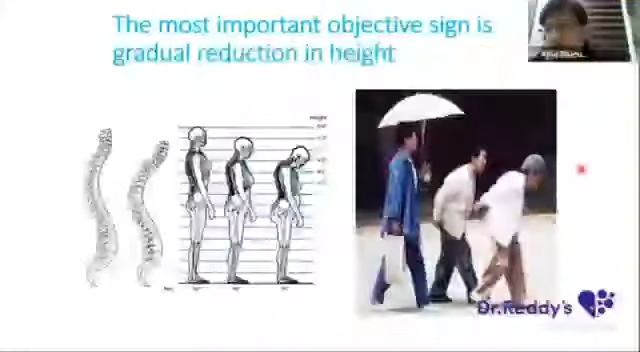 The most important objective sign is
gradual reduction in height
Dr.Reddy's